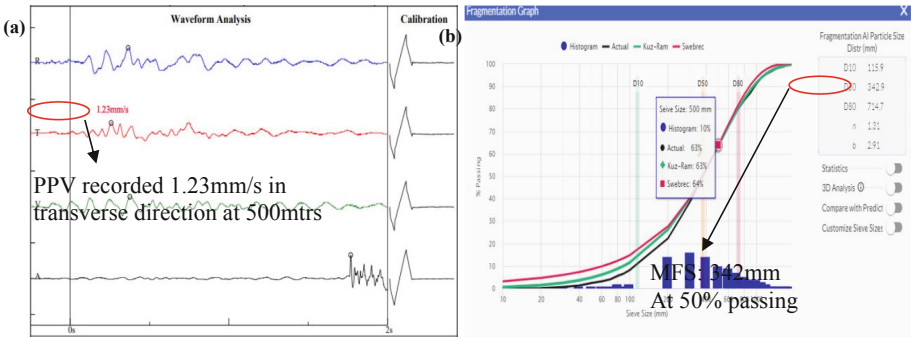 (a)
Waveform Analysis
Calibration
R
1.23mm/s
T
PPV recorded 1.23mm/s in
transverse direction at 500mtrs
V
A
0s
2s
(b)
Fragmentation Graph
X
Histogram Actual Kuz-Ram Swebrec
Fragmentation AI Particle Size
Distr (mm)
D10 115.9
342.9
D80 714.7
n 1.31
b 2.91
Statistics
3D Analysis
Compare with Predict
Customize Sieve Sizes
D10
D50
D80
Seive Size: 500 mm
Histogram: 10%
Actual: 63%
Kuz-Ram: 63%
Swebrec: 64%
% Passing
100
90
80
70
60
50
40
30
20
10
0
10 20 40 60 80 100
Sieve Size (mm)
MFS: 342mm
At 50% passing